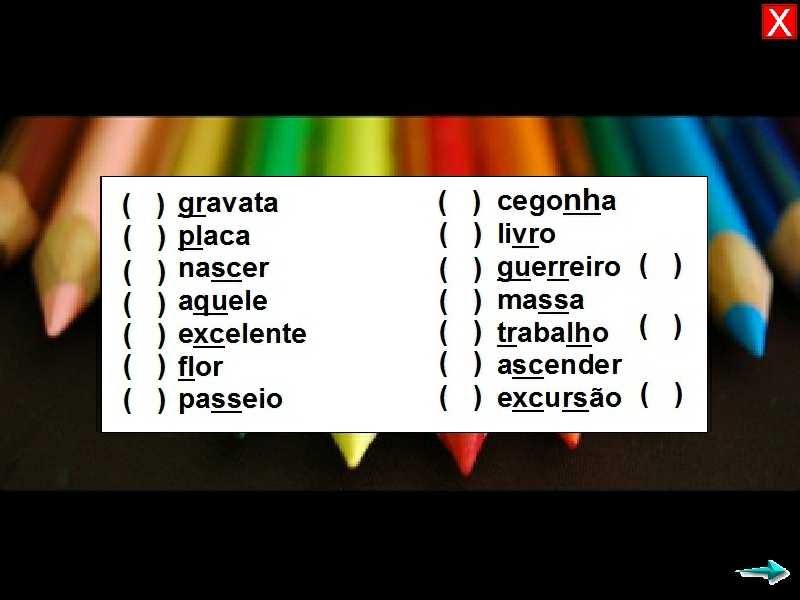 X
( ) gravata
( ) placa
( ) nascer
( ) aquele
( ) excelente
( ) flor
( ) passeio
( ) cegonha
( ) livro
( ) guerreiro ( )
( ) massa
( ) trabalho ( )
( ) ascender
( ) excursão ( )